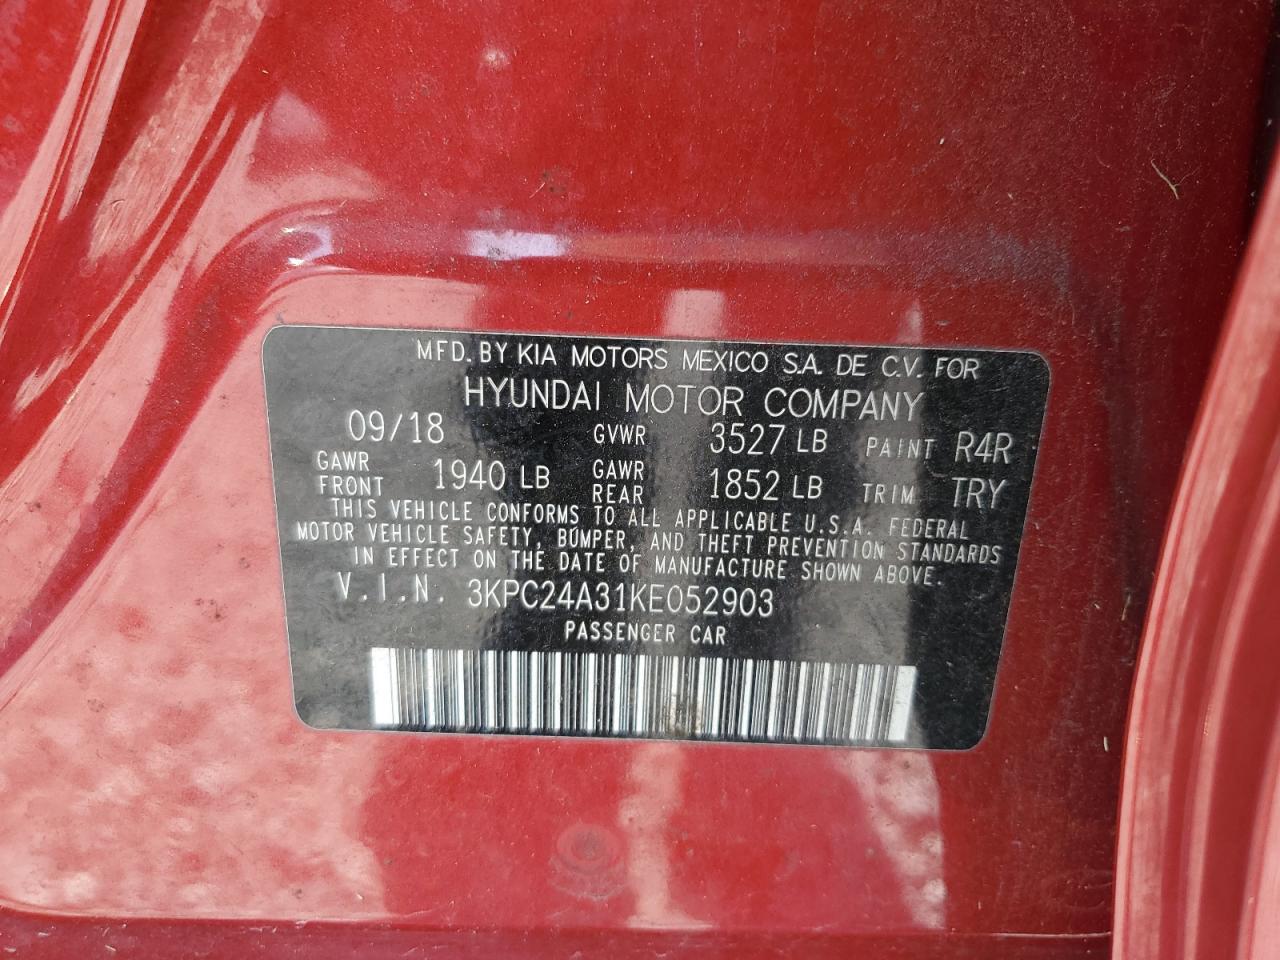 MFD. BY KIA MOTORS MEXICO S.A. DE C.V. FOR
HYUNDAI MOTOR COMPANY
09/18 GVWR 3527 LB PAINT R4R
GAWR FRONT 1940 LB GAWR REAR 1852 LB TRIM TRY
THIS VEHICLE CONFORMS TO ALL APPLICABLE U.S.A. FEDERAL
MOTOR VEHICLE SAFETY, BUMPER, AND THEFT PREVENTION STANDARDS
IN EFFECT ON THE DATE OF MANUFACTURE SHOWN ABOVE.
V.I.N. 3KPC24A31KE052903
PASSENGER CAR